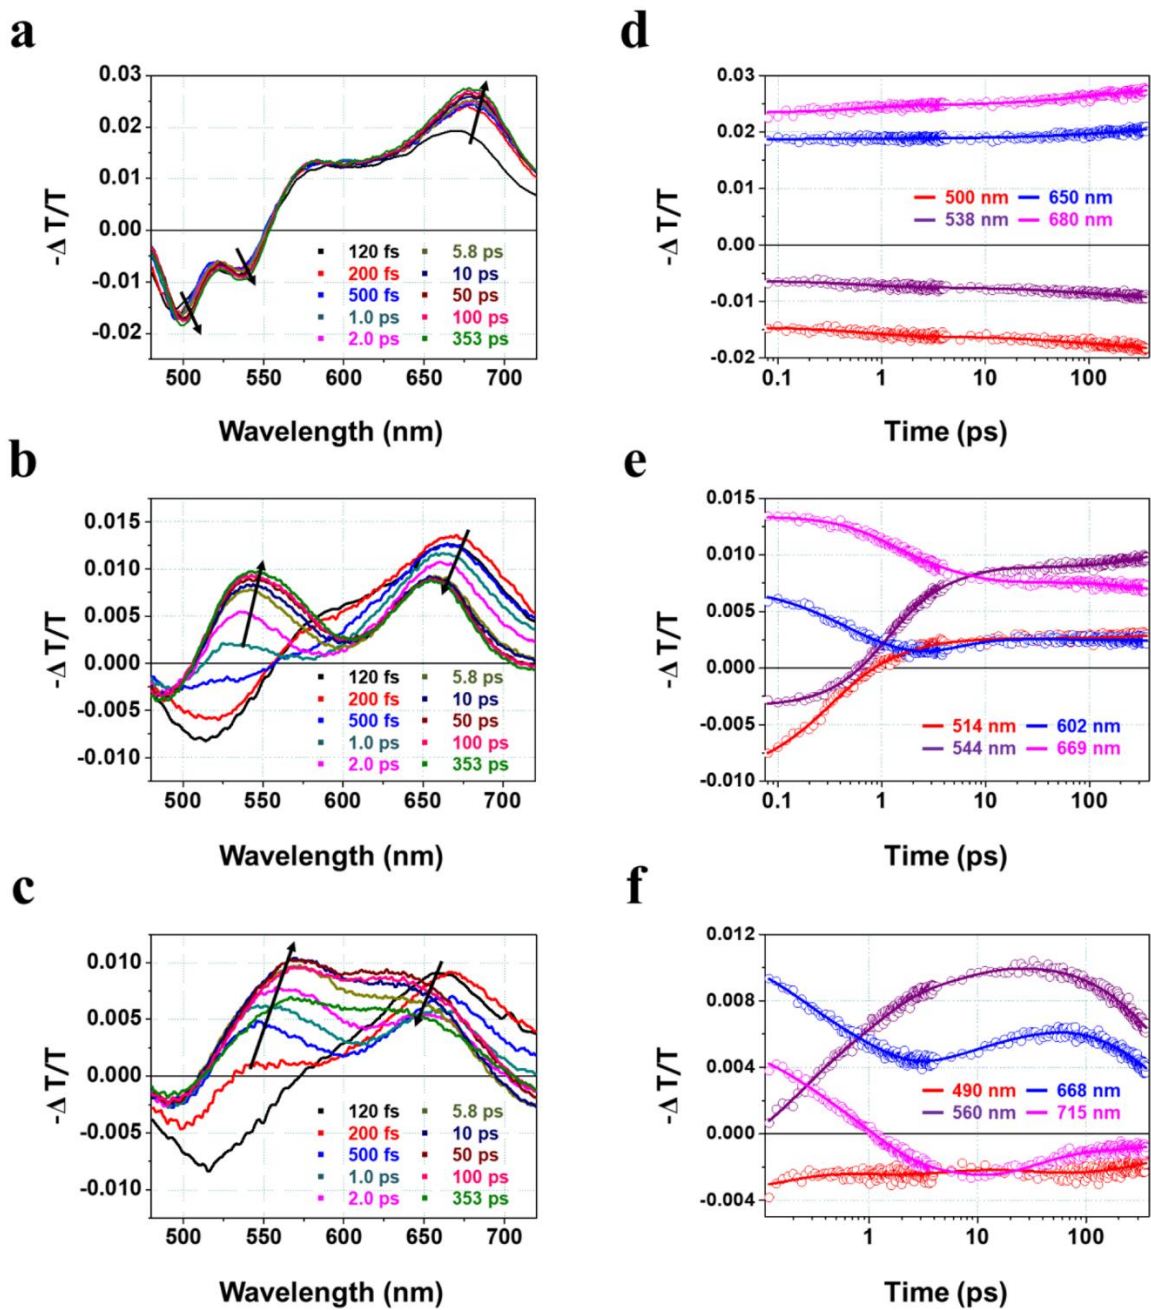 a
0.03
0.02
0.01
0.00
-0.01
-0.02
-Δ T/T
120 fs 5.8 ps
200 fs 10 ps
500 fs 50 ps
1.0 ps 100 ps
2.0 ps 353 ps
500 550 600 650 700
Wavelength (nm)
d
0.03
0.02
0.01
0.00
-0.01
-0.02
-Δ T/T
500 nm 650 nm
538 nm 680 nm
0.1 1 10 100
Time (ps)
b
0.015
0.010
0.005
0.000
-0.005
-0.010
-Δ T/T
120 fs 5.8 ps
200 fs 10 ps
500 fs 50 ps
1.0 ps 100 ps
2.0 ps 353 ps
500 550 600 650 700
Wavelength (nm)
e
0.015
0.010
0.005
0.000
-0.005
-0.010
-Δ T/T
514 nm 602 nm
544 nm 669 nm
0.1 1 10 100
Time (ps)
c
0.010
0.005
0.000
-0.005
-0.010
-Δ T/T
120 fs 5.8 ps
200 fs 10 ps
500 fs 50 ps
1.0 ps 100 ps
2.0 ps 353 ps
500 550 600 650 700
Wavelength (nm)
f
0.012
0.008
0.004
0.000
-0.004
-Δ T/T
490 nm 668 nm
560 nm 715 nm
1 10 100
Time (ps)